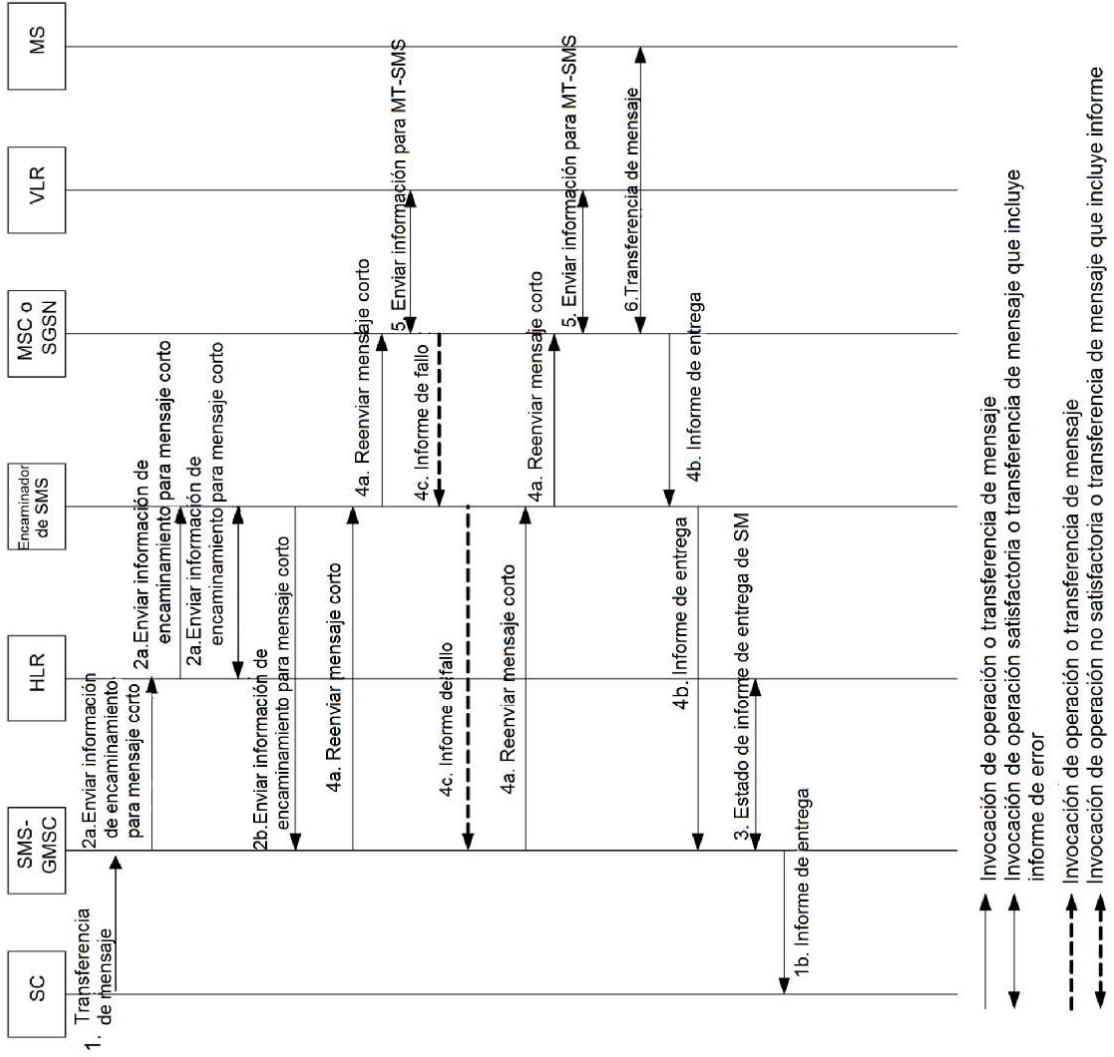 SC
SMS-
GMSC
HLR
Encaminador
de SMS
MSC o
SGSN
VLR
MS
1. Transferencia
de mensaje
2a.Enviar información
de encaminamiento
para mensaje corto
2a.Enviar información de
encaminamiento para mensaje corto
2a.Enviar información de
encaminamiento para mensaje corto
2b.Enviar información de
encaminamiento para mensaje corto
4a. Reenviar mensaje corto
4a. Reenviar mensaje corto
5. Enviar información para MT-SMS
4c. Informe de fallo
4c. Informe de fallo
4a. Reenviar mensaje corto
4a. Reenviar mensaje corto
5. Enviar información para MT-SMS
6.Transferencia de mensaje
4b. Informe de entrega
4b. Informe de entrega
3. Estado de informe de entrega de SM
1b. Informe de entrega
Invocación de operación o transferencia de mensaje
Invocación de operación satisfactoria o transferencia de mensaje que incluye
informe de error
Invocación de operación o transferencia de mensaje
Invocación de operación no satisfactoria o transferencia de mensaje que incluye informe